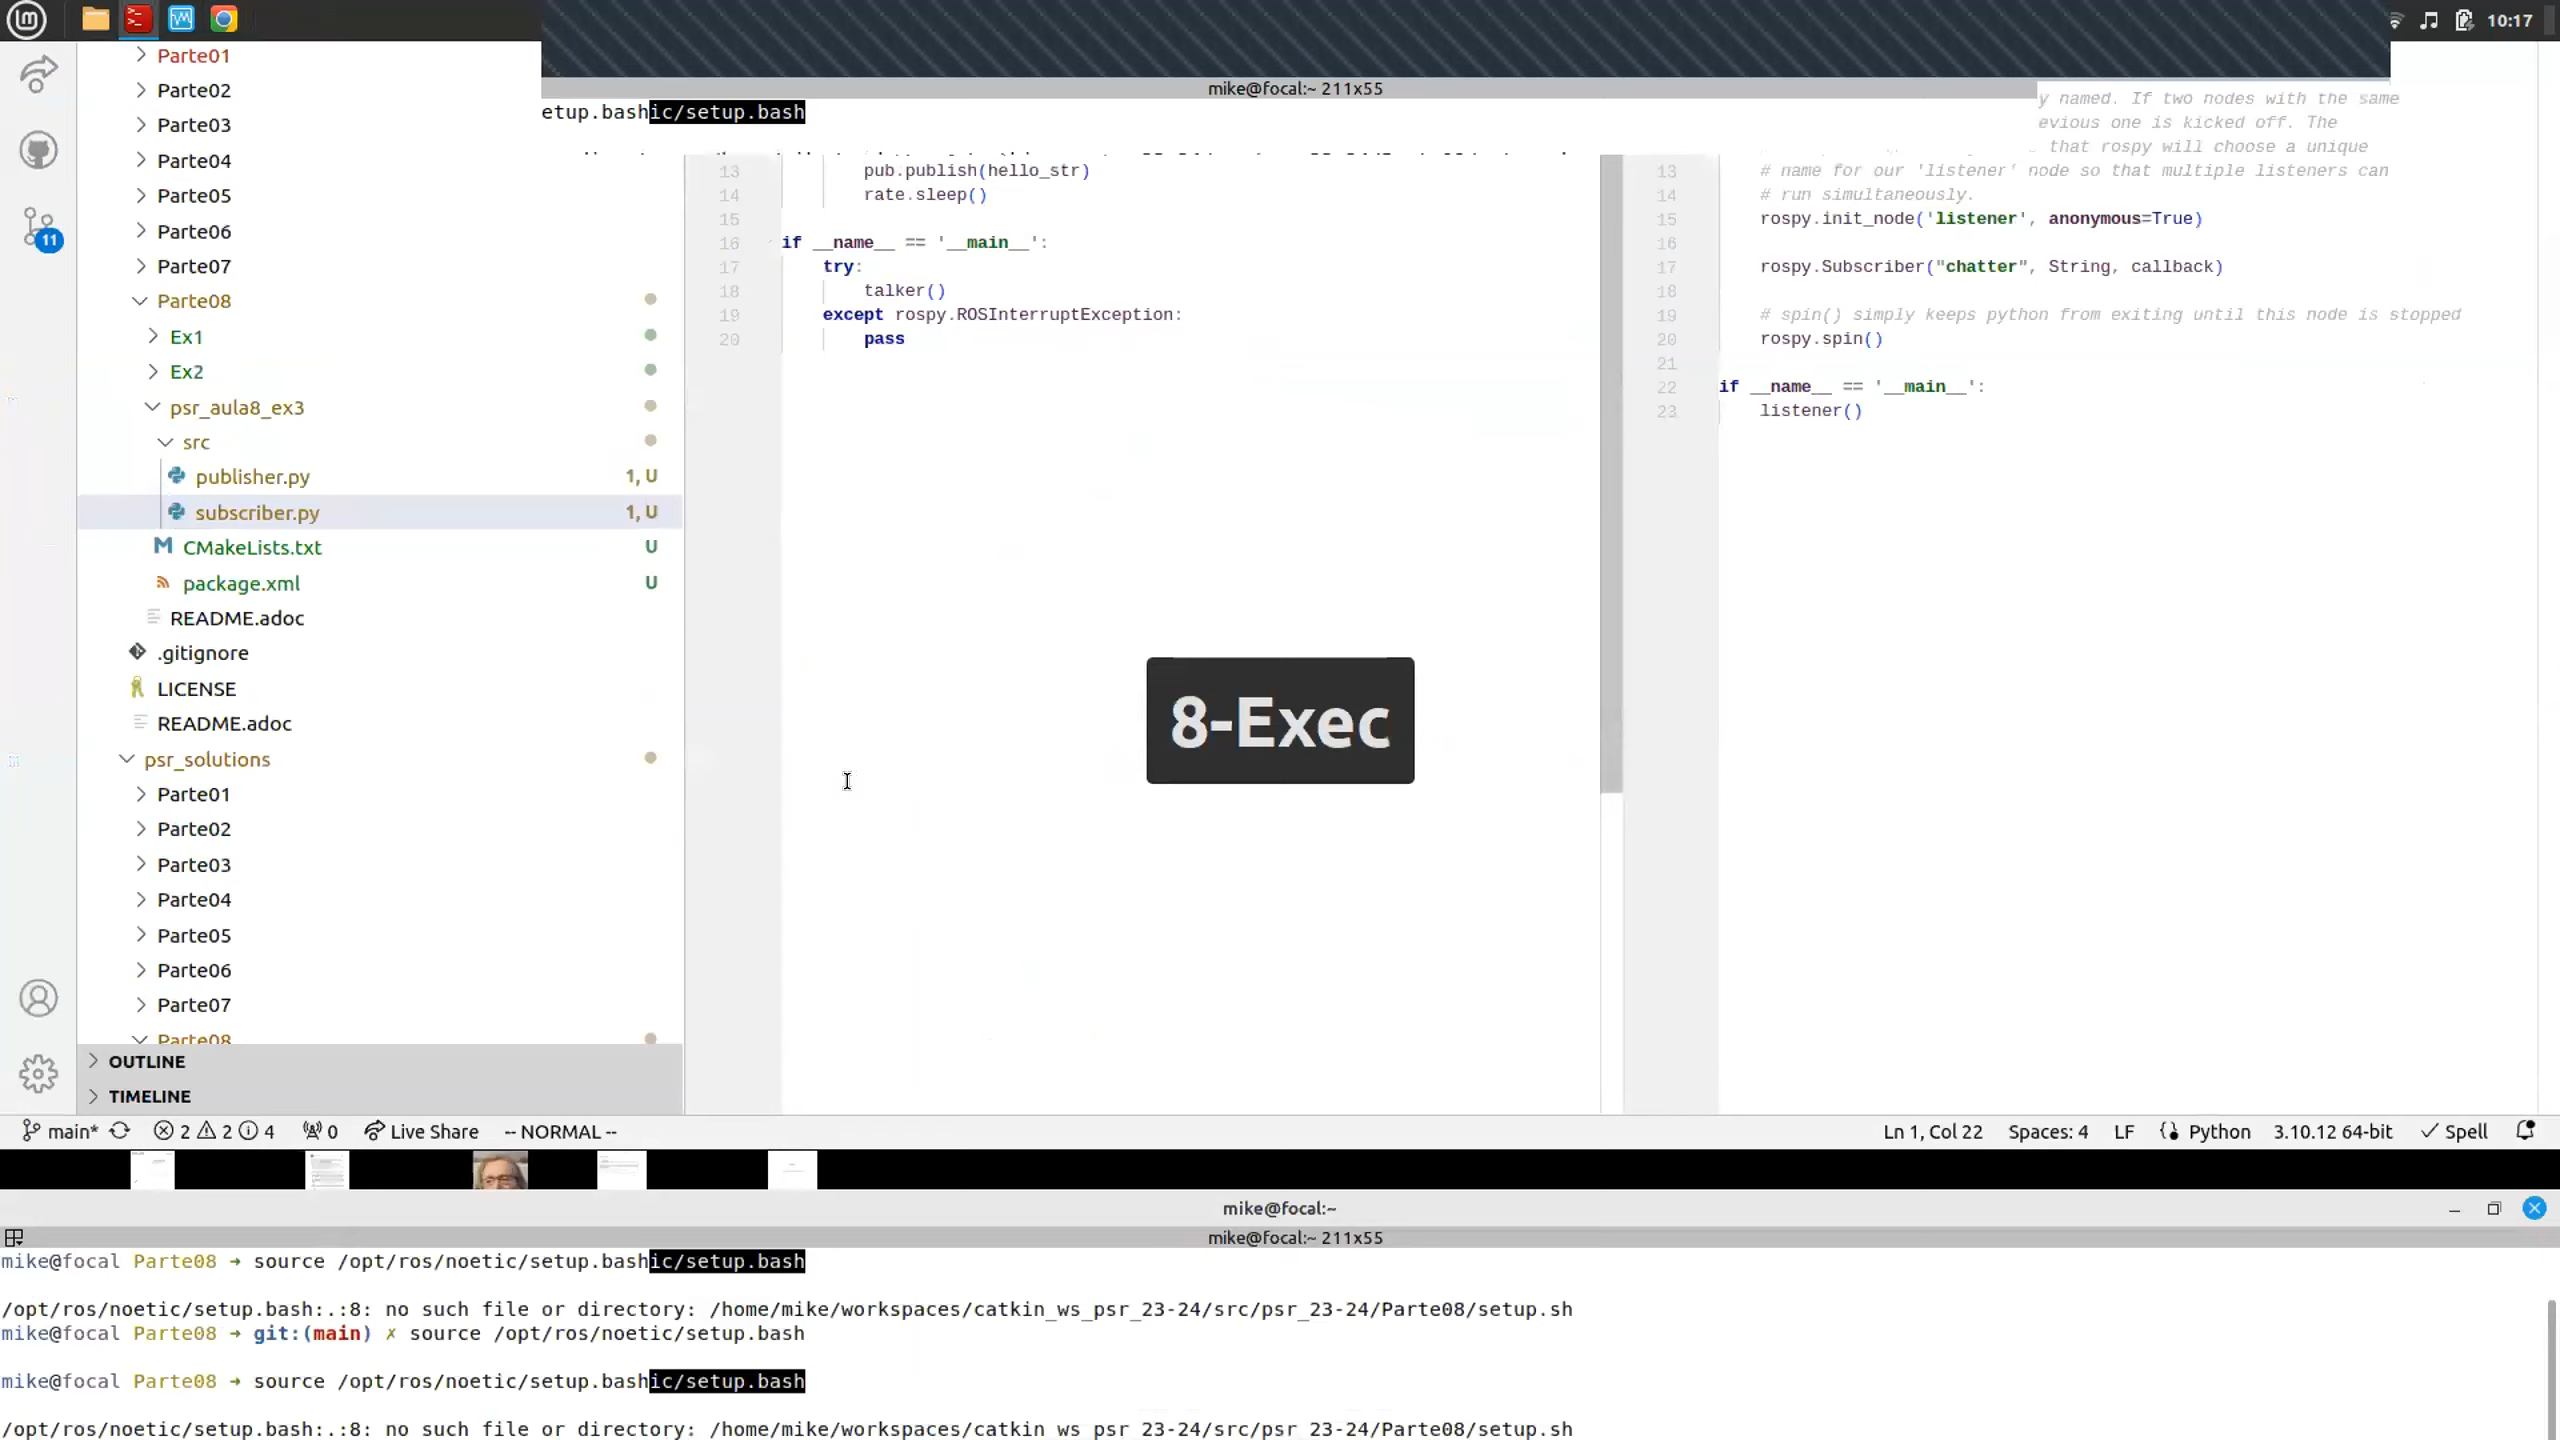 10:17
mike@focal:~ 211x55
etup.bashic/setup.bash
Parte01
Parte02
Parte03
Parte04
Parte05
Parte06
Parte07
Parte08
Ex1
Ex2
psr_aula8_ex3
src
publisher.py 1, U
subscriber.py 1, U
CMakeLists.txt U
package.xml U
README.adoc
.gitignore
LICENSE
README.adoc
psr_solutions
Parte01
Parte02
Parte03
Parte04
Parte05
Parte06
Parte07
Parte08
OUTLINE
TIMELINE
11
13 pub.publish(hello_str)
14 rate.sleep()
15
16 if __name__ == '__main__':
17 try:
18 talker()
19 except rospy.ROSInterruptException:
20 pass
y named. If two nodes with the same
evious one is kicked off. The
that rospy will choose a unique
13 # name for our 'listener' node so that multiple listeners can
14 # run simultaneously.
15 rospy.init_node('listener', anonymous=True)
16
17 rospy.Subscriber("chatter", String, callback)
18
19 # spin() simply keeps python from exiting until this node is stopped
20 rospy.spin()
21
22 if __name__ == '__main__':
23 listener()
8-Exec
main* 2 2 4 0 Live Share -- NORMAL -- Ln 1, Col 22 Spaces: 4 LF Python 3.10.12 64-bit Spell
mike@focal:~
mike@focal:~ 211x55
mike@focal Parte08 → source /opt/ros/noetic/setup.bashic/setup.bash
/opt/ros/noetic/setup.bash:.:8: no such file or directory: /home/mike/workspaces/catkin_ws_psr_23-24/src/psr_23-24/Parte08/setup.sh
mike@focal Parte08 → git:(main) ✗ source /opt/ros/noetic/setup.bash
mike@focal Parte08 → source /opt/ros/noetic/setup.bashic/setup.bash
/opt/ros/noetic/setup.bash:.:8: no such file or directory: /home/mike/workspaces/catkin_ws_psr_23-24/src/psr_23-24/Parte08/setup.sh